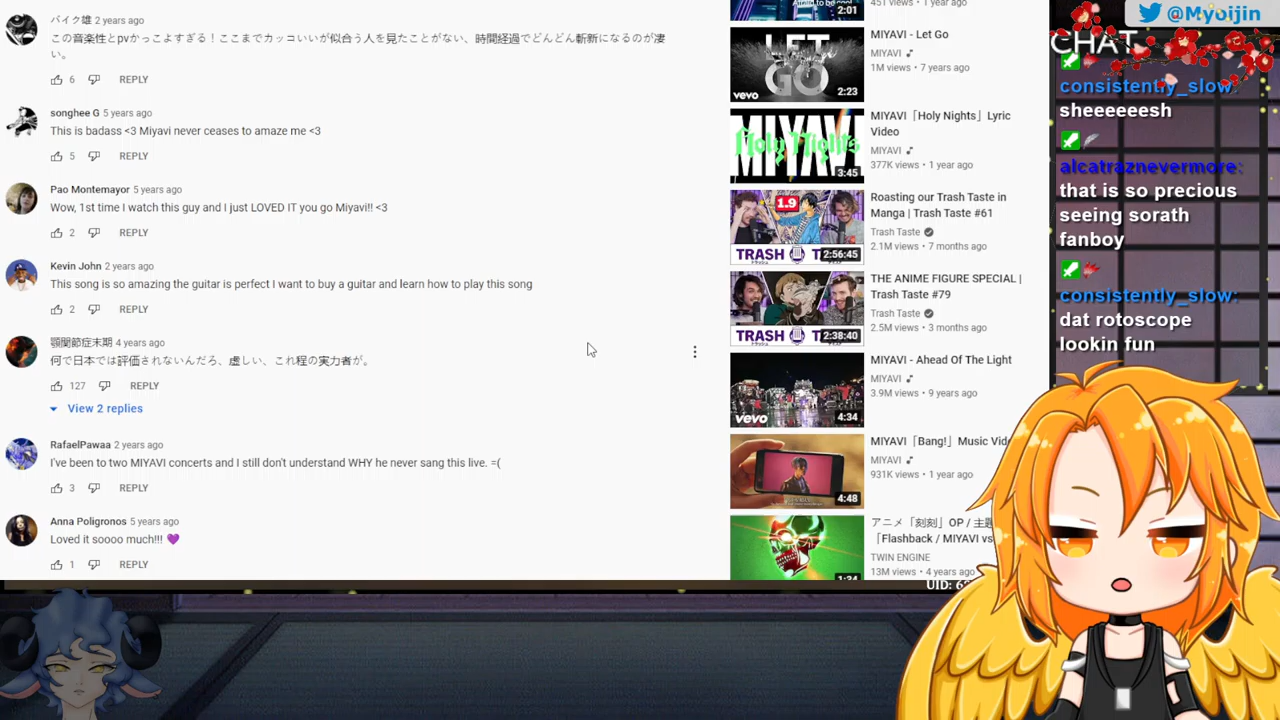 バイク雄 2 years ago
この音楽性とpvかっこよすぎる！ここまでカッコいいが似合う人を見たことがない、時間経過でどんどん斬新になるのが凄
い。
6 REPLY
songhee G 5 years ago
This is badass <3 Miyavi never ceases to amaze me <3
5 REPLY
Pao Montemayor 5 years ago
Wow, first time I watch this guy and I just LOVED IT you go Miyavi!! <3
2 REPLY
Kevin John 2 years ago
This song is so amazing the guitar is perfect I want to buy a guitar and learn how to play this song
2 REPLY
顎関節症末期 4 years ago
何で日本では評価されないんだろ、虚しい、これ程の実力者が。
127 REPLY
View 2 replies
RafaelPawaa 2 years ago
I've been to two MIYAVI concerts and I still don't understand WHY he never sang this live. =(
3 REPLY
Anna Poligronos 5 years ago
Loved it soooo much!!! 💜
1 REPLY
2:01
451 views • 1 year ago
LET
GO
vevo
2:23
MIYAVI - Let Go
MIYAVI
1M views • 7 years ago
MIYAVI
Holy Nights
3:45
MIYAVI「Holy Nights」Lyric
Video
MIYAVI
377K views • 1 year ago
1.9
TRASH
2:56:45
Roasting our Trash Taste in
Manga | Trash Taste #61
Trash Taste
2.1M views • 7 months ago
TRASH
2:38:40
THE ANIME FIGURE SPECIAL |
Trash Taste #79
Trash Taste
2.5M views • 3 months ago
vevo
4:34
MIYAVI - Ahead Of The Light
MIYAVI
3.9M views • 9 years ago
4:48
MIYAVI「Bang!」Music Vid
MIYAVI
931K views • 1 year ago
1:34
アニメ「刻刻」OP / 主題
「Flashback / MIYAVI vs
TWIN ENGINE
13M views • 4 years ago
UID: 6
@Myoijin
CHAT
consistently_slow:
sheeeeeesh
alcatraznevermore:
that is so precious
seeing sorath
fanboy
consistently_slow:
dat rotoscope
lookin fun